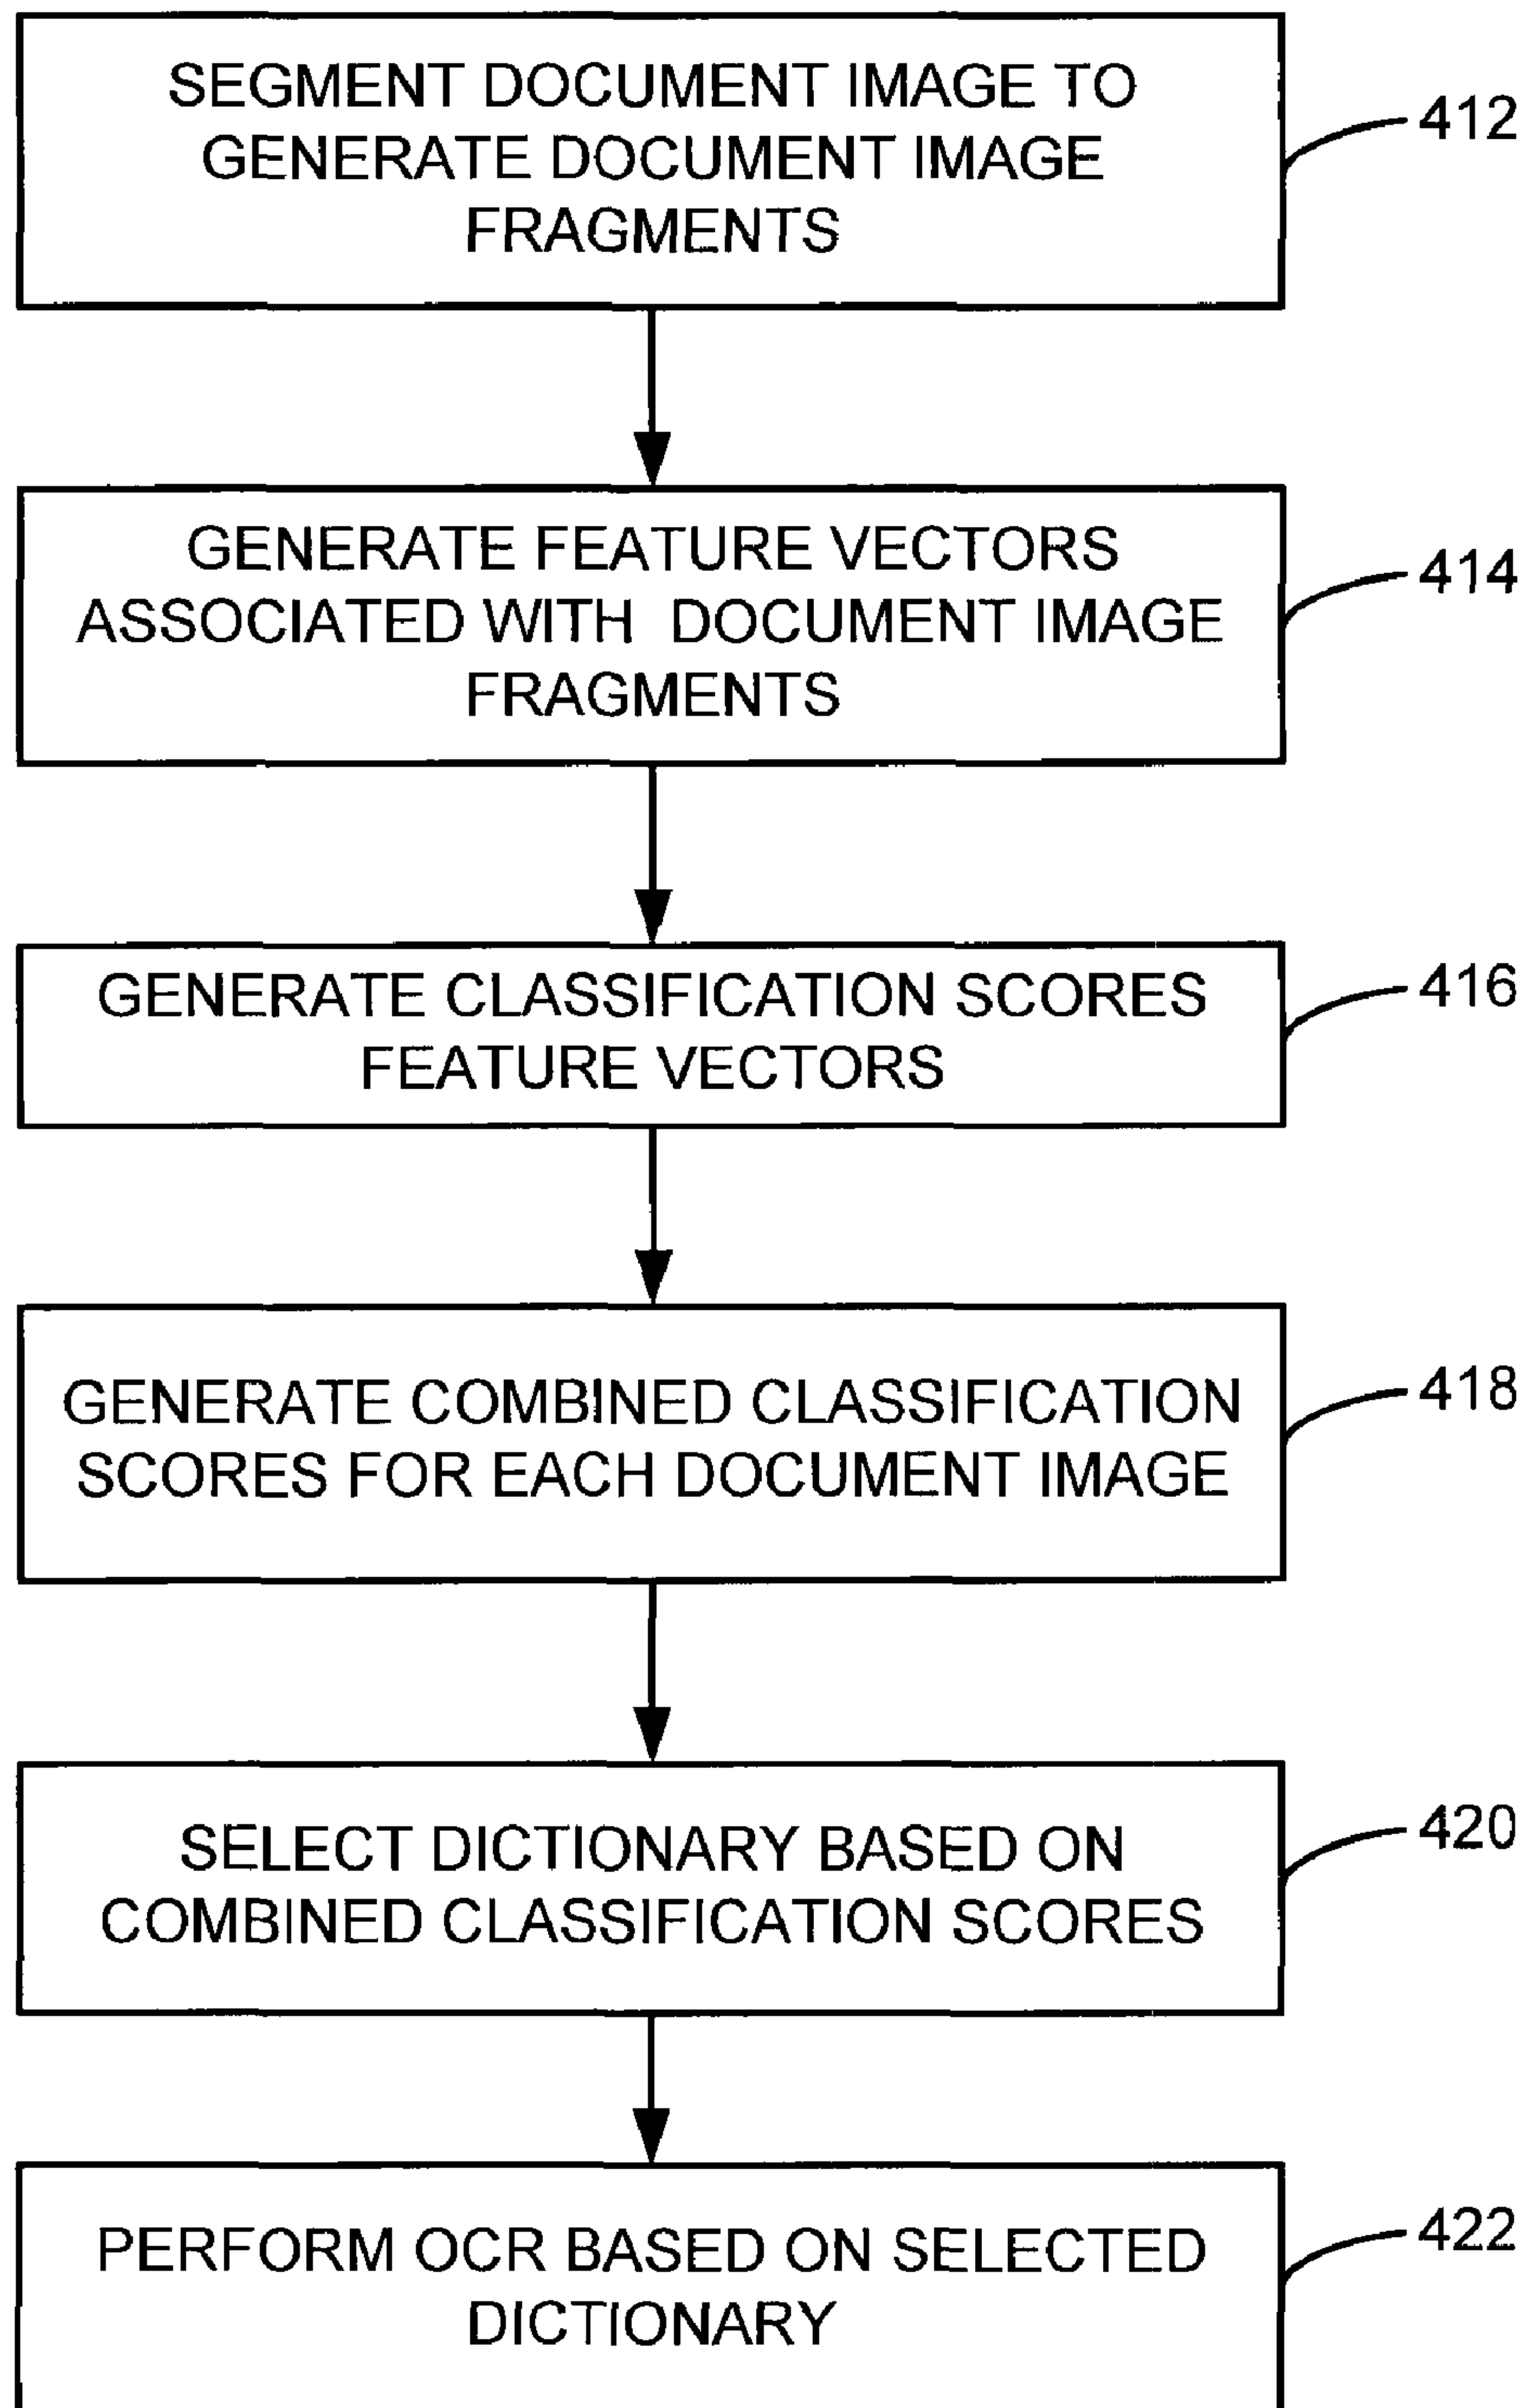 SEGMENT DOCUMENT IMAGE TO
GENERATE DOCUMENT IMAGE
FRAGMENTS
412
GENERATE FEATURE VECTORS
ASSOCIATED WITH DOCUMENT IMAGE
FRAGMENTS
414
GENERATE CLASSIFICATION SCORES
FEATURE VECTORS
416
GENERATE COMBINED CLASSIFICATION
SCORES FOR EACH DOCUMENT IMAGE
418
SELECT DICTIONARY BASED ON
COMBINED CLASSIFICATION SCORES
420
PERFORM OCR BASED ON SELECTED
DICTIONARY
422